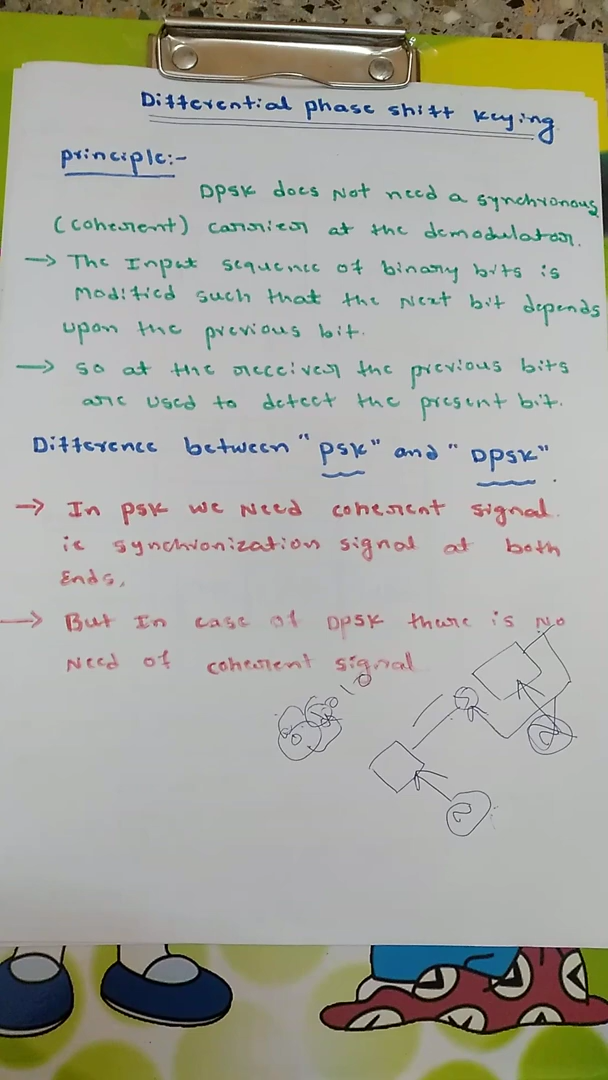 Differential phase shift keying
principle:-
DPSK does Not need a synchronous
(coherent) carrier at the demodulator.
→ The Input sequence of binary bits is
Modified such that the Next bit depends
upon the previous bit.
→ so at the receiver the previous bits
are used to detect the present bit.
Difference between "PSK" and "DPSK".
→ In PSK we Need coherent signal.
ie synchronization signal at both
Ends.
→ But In case of DPSK there is No
Need of coherent signal